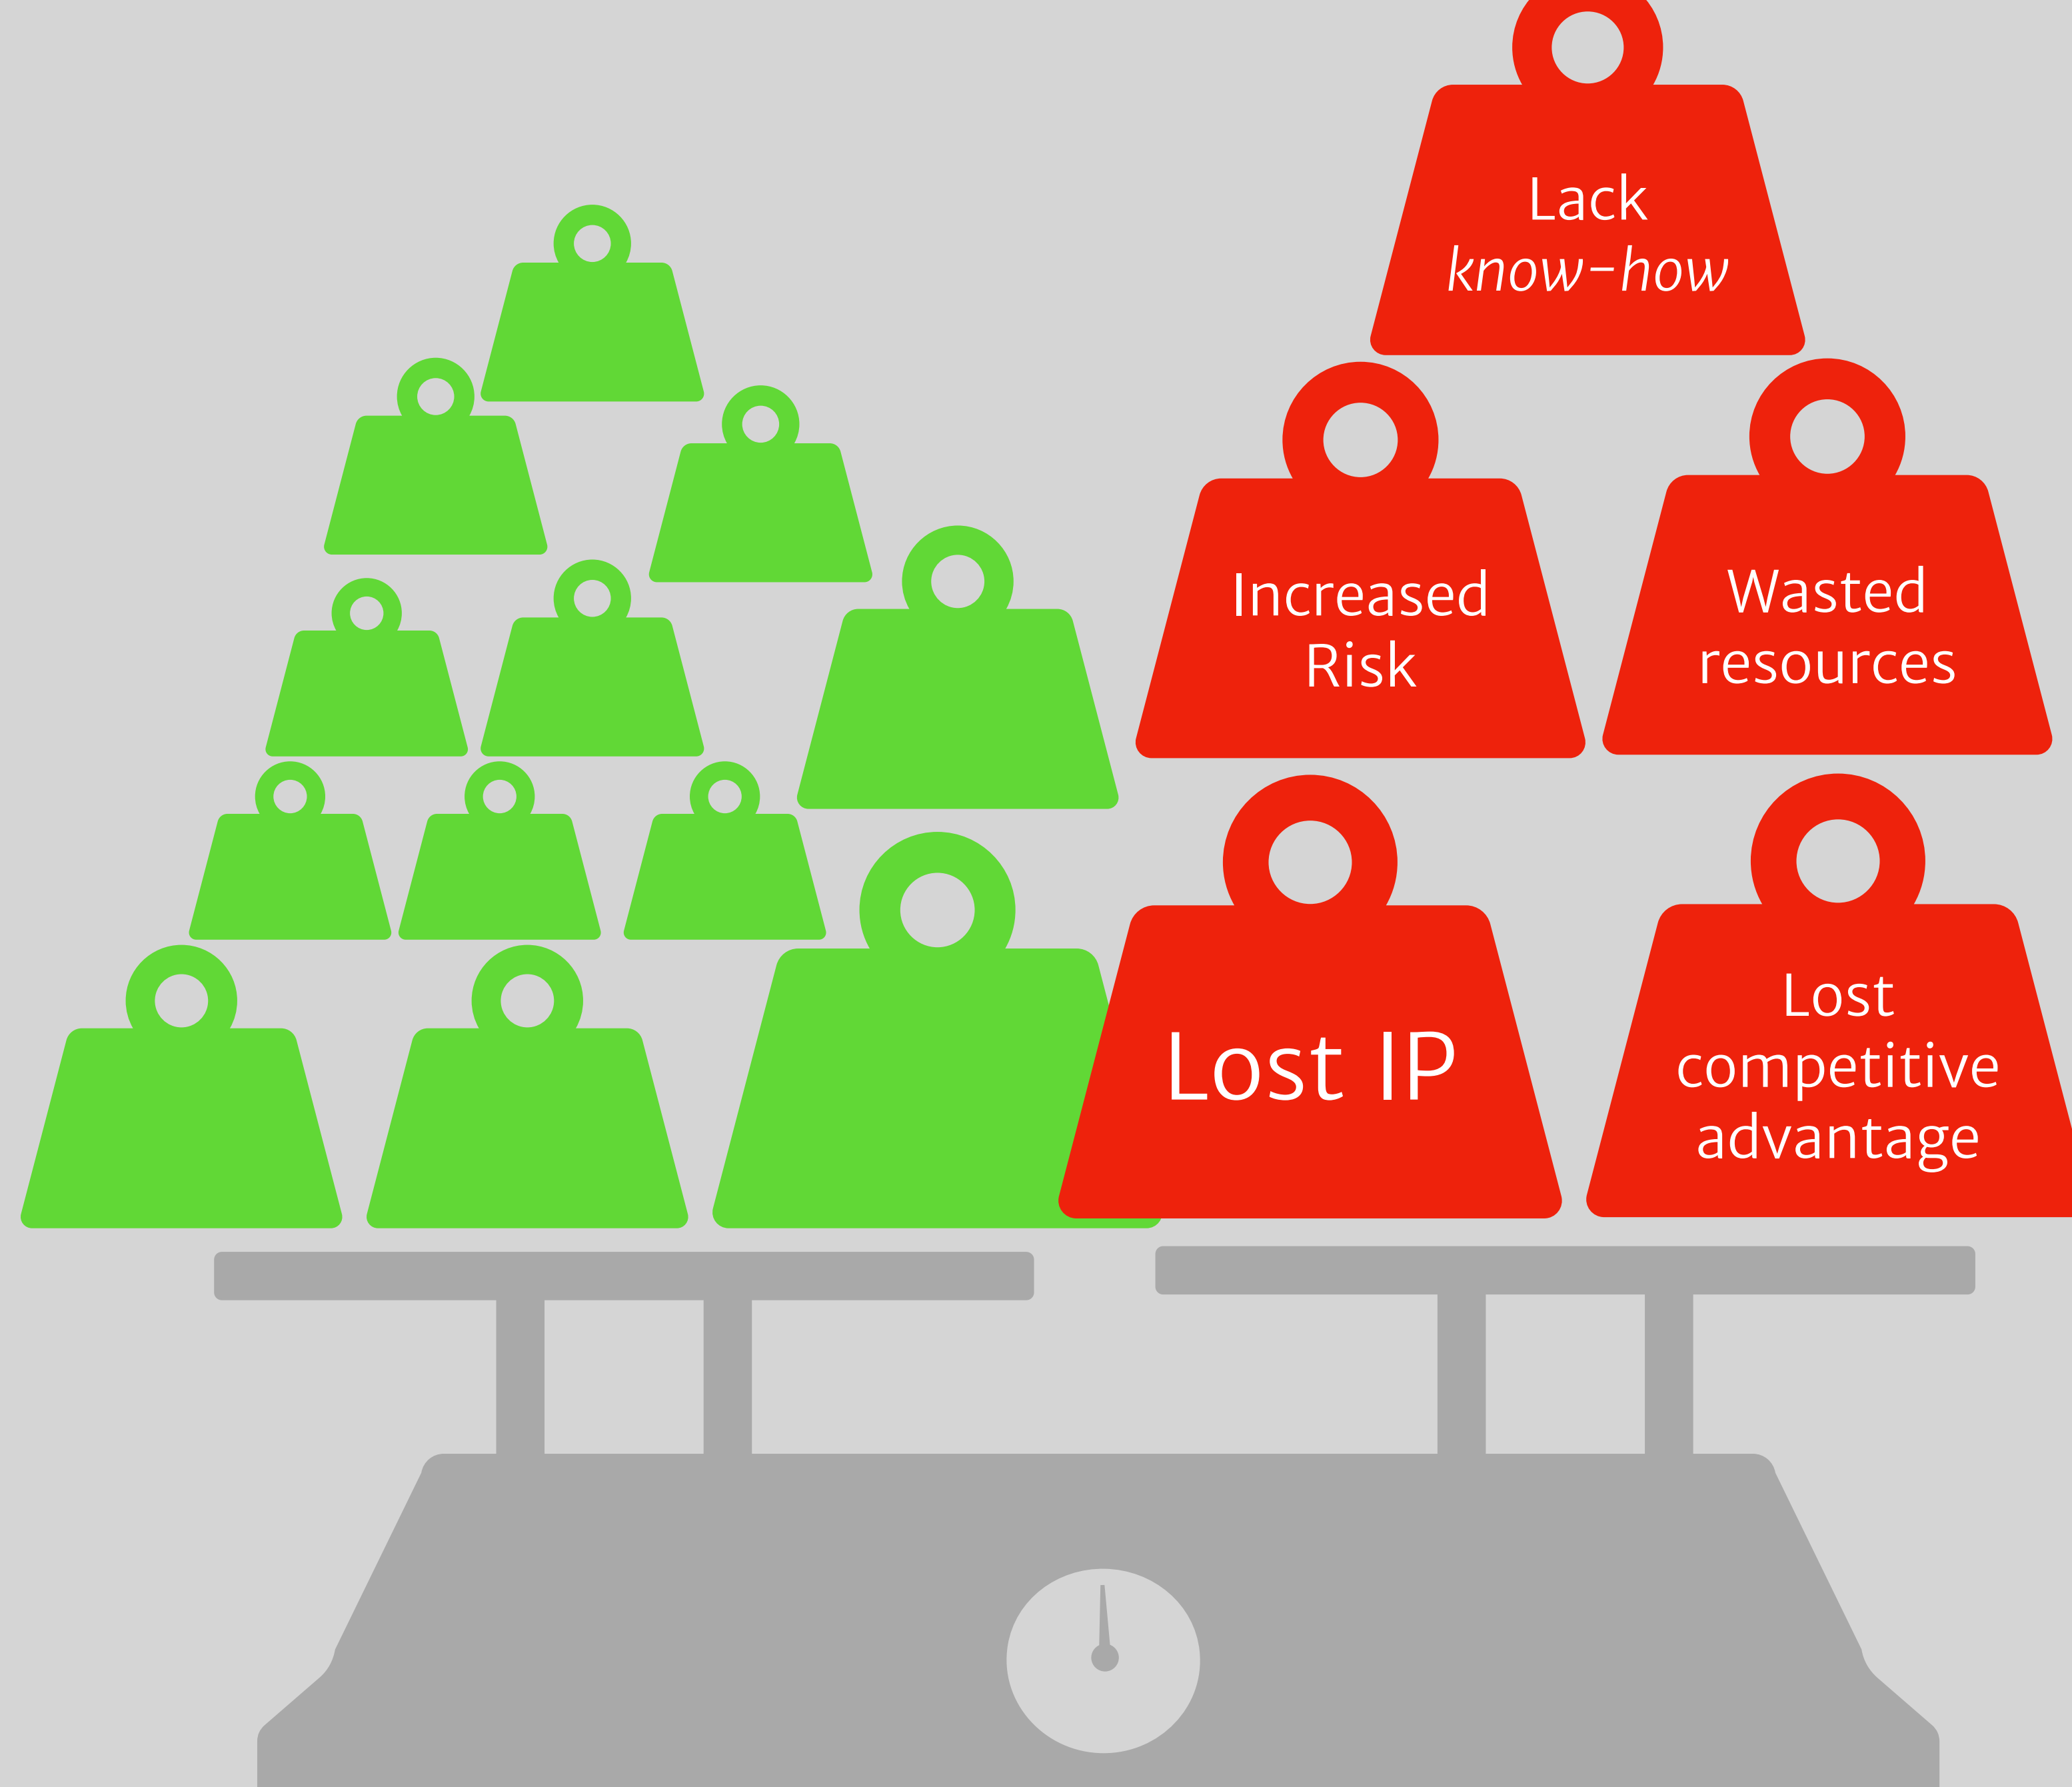 Lack
know-how
Increased
Risk
Wasted
resources
Lost IP
Lost
competitive
advantage